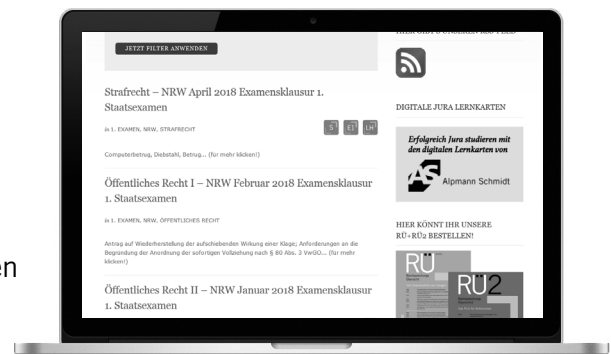 en
JETZT FILTER ANWENDEN
Strafrecht – NRW April 2018 Examensklausur 1.
Staatsexamen
in 1. EXAMEN, NRW, STRAFRECHT
S E1 LH
Computerbetrug, Diebstahl, Betrug... (für mehr klicken!)
Öffentliches Recht I – NRW Februar 2018 Examensklausur
1. Staatsexamen
in 1. EXAMEN, NRW, ÖFFENTLICHES RECHT
Antrag auf Wiederherstellung der aufschiebenden Wirkung einer Klage; Anforderungen an die
Begründung der Anordnung der sofortigen Vollziehung nach § 80 Abs. 3 VwGO... (für mehr
klicken!)
Öffentliches Recht II – NRW Januar 2018 Examensklausur
1. Staatsexamen
DIGITALE JURA LERNKARTEN
Erfolgreich Jura studieren mit
den digitalen Lernkarten von
AS
Alpmann Schmidt
HIER KÖNNT IHR UNSERE
RÜ+RÜ2 BESTELLEN!
RÜ
RÜ2